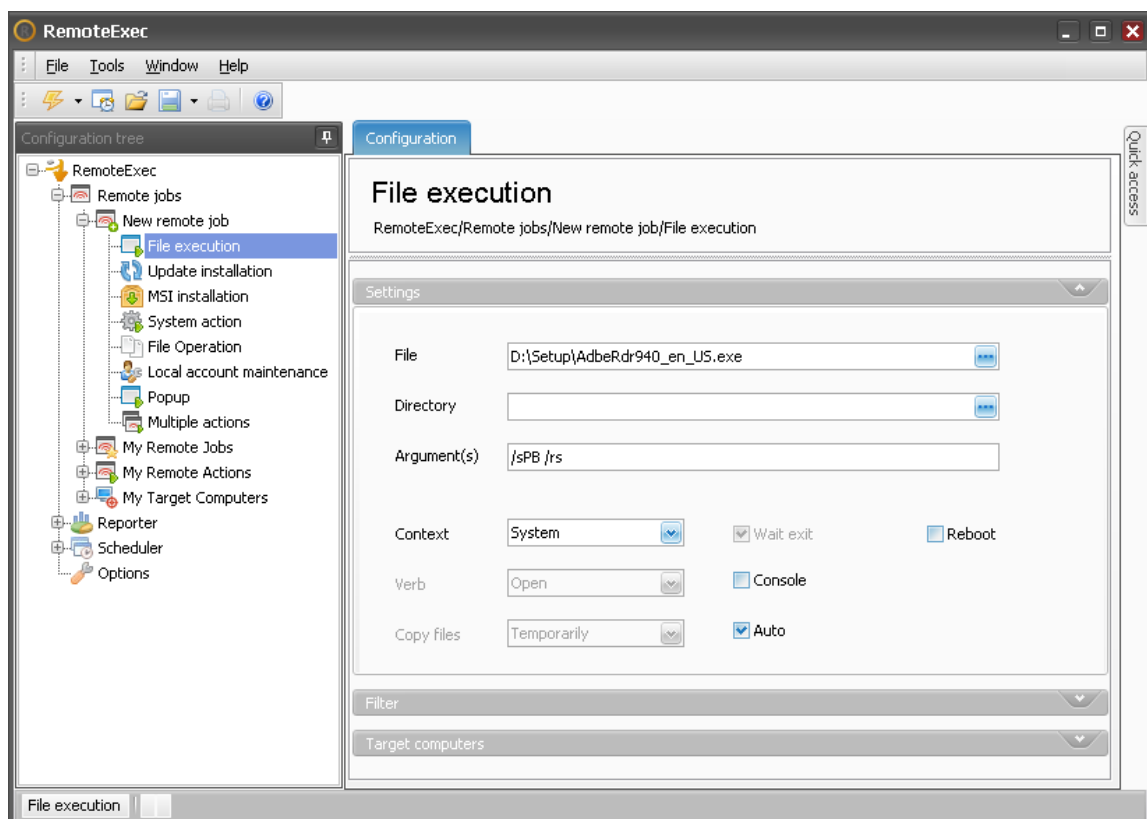 RemoteExec
File Tools Window Help
Configuration tree
RemoteExec
Remote jobs
New remote job
File execution
Update installation
MSI installation
System action
File Operation
Local account maintenance
Popup
Multiple actions
My Remote Jobs
My Remote Actions
My Target Computers
Reporter
Scheduler
Options
Configuration
File execution
RemoteExec/Remote jobs/New remote job/File execution
Settings
File D:\Setup\AdbeRdr940_en_US.exe
Directory
Argument(s) /sPB /rs
Context System Wait exit Reboot
Verb Open Console
Copy files Temporarily Auto
Filter
Target computers
Quick access
File execution